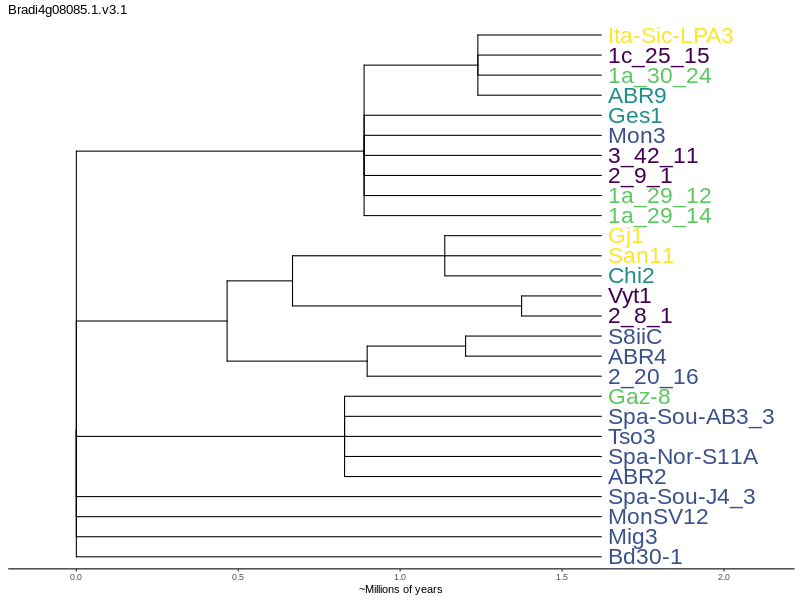 Bradi4g08085.1.v3.1
Ita-Sic-LPA3
1c_25_15
1a_30_24
ABR9
Ges1
Mon3
3_42_11
2_9_1
1a_29_12
1a_29_14
Gj1
San11
Chi2
Vyt1
2_8_1
S8iiC
ABR4
2_20_16
Gaz-8
Spa-Sou-AB3_3
Tso3
Spa-Nor-S11A
ABR2
Spa-Sou-J4_3
MonSV12
Mig3
Bd30-1
0.0 0.5 1.0 1.5 2.0
~Millions of years